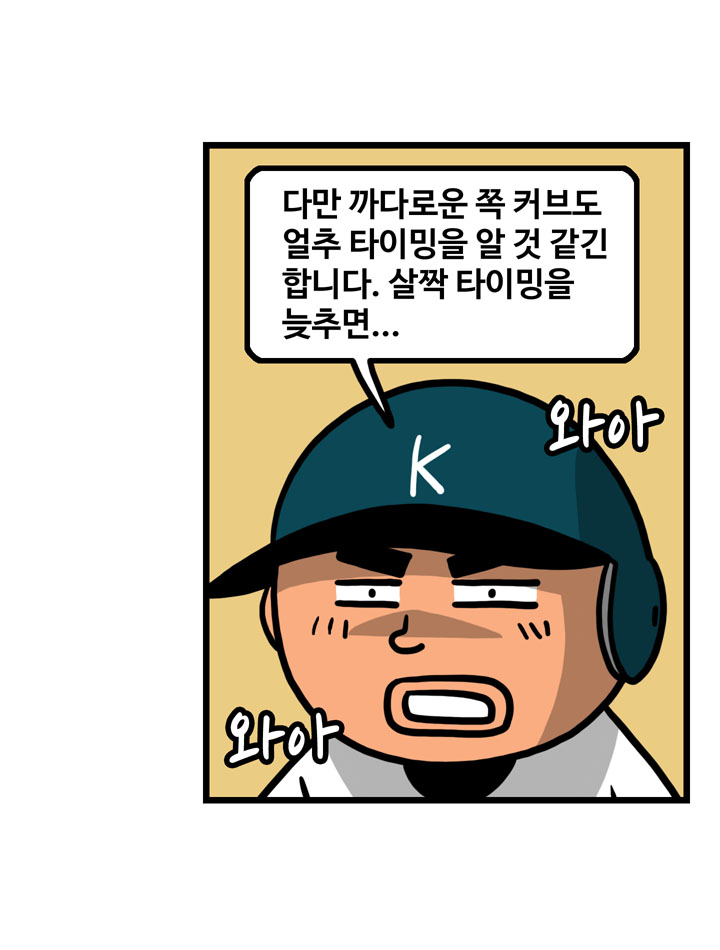 다만 까다로운 쪽 커브도
얼추 타이밍을 알 것 같긴
합니다. 살짝 타이밍을
늦추면...
와아
K
와아